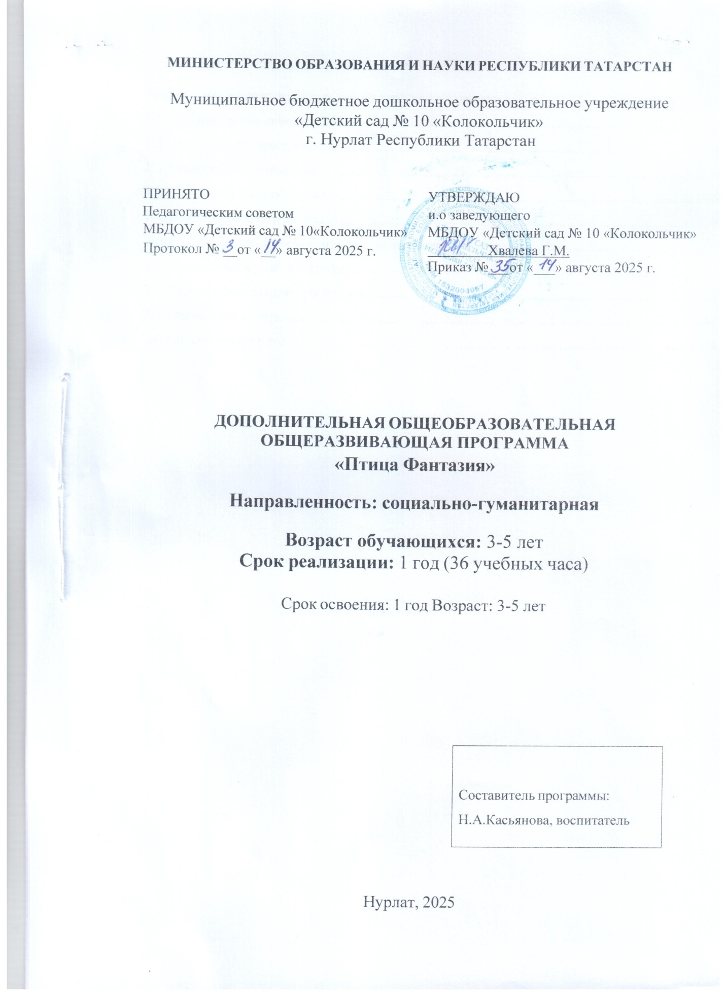 МИНИСТЕРСТВО ОБРАЗОВАНИЯ И НАУКИ РЕСПУБЛИКИ ТАТАРСТАН
Муниципальное бюджетное дошкольное образовательное учреждение
«Детский сад № 10 «Колокольчик»
г. Нурлат Республики Татарстан
ПРИНЯТО
Педагогическим советом
МБДОУ «Детский сад № 10«Колокольчик»
Протокол № 3 от «14» августа 2025 г.
УТВЕРЖДАЮ
и.о заведующего
МБДОУ «Детский сад № 10 «Колокольчик»
Хвалева Г.М.
Приказ № 35 от «14» августа 2025 г.
1632004967
ДОПОЛНИТЕЛЬНАЯ ОБЩЕОБРАЗОВАТЕЛЬНАЯ
ОБЩЕРАЗВИВАЮЩАЯ ПРОГРАММА
«Птица Фантазия»
Направленность: социально-гуманитарная
Возраст обучающихся: 3-5 лет
Срок реализации: 1 год (36 учебных часа)
Срок освоения: 1 год Возраст: 3-5 лет
Составитель программы:
Н.А.Касьянова, воспитатель
Нурлат, 2025